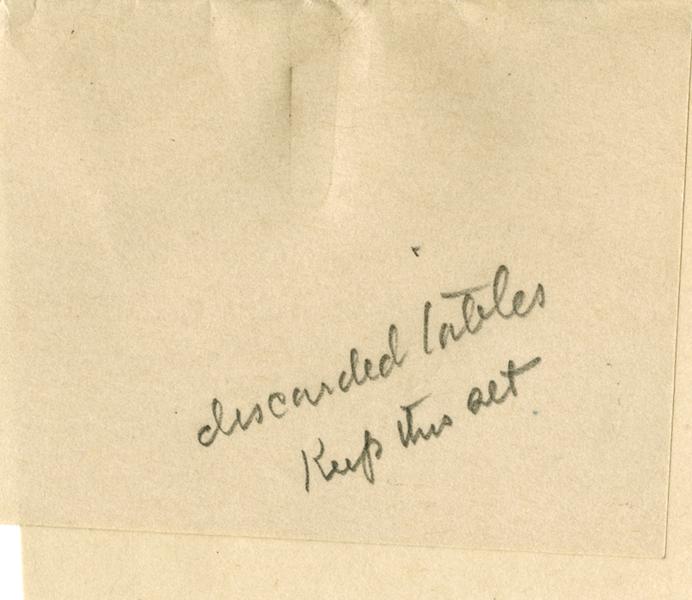 discarded tables
Keep this set